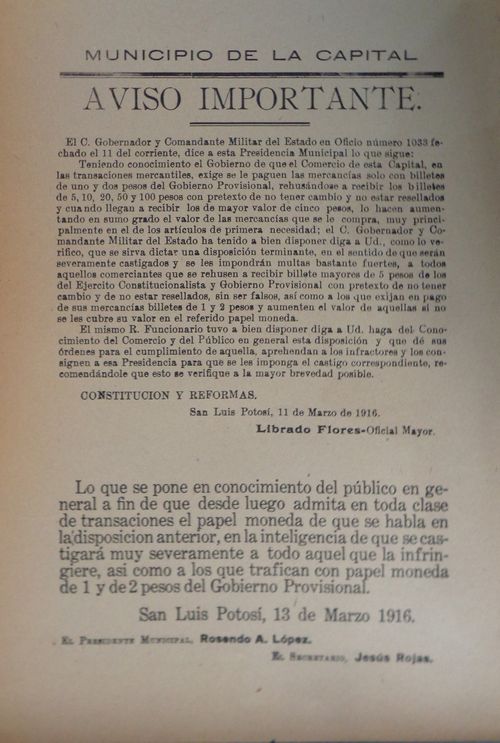 MUNICIPIO DE LA CAPITAL
AVISO IMPORTANTE.
El C. Gobernador y Comandante Militar del Estado en Oficio número 1033 fe-
chado el 11 del corriente, dice a esta Presidencia Municipal lo que sigue:
Teniendo conocimiento el Gobierno de que el Comercio de esta Capital, en
las transaciones mercantiles, exige se le paguen las mercancías solo con billetes
de uno y dos pesos del Gobierno Provisional, rehusándose a recibir los billetes
de 5, 10, 20, 50 y 100 pesos con pretexto de no tener cambio y no estar resellados
y cuando llegan a recibir los de mayor valor de cinco pesos, lo hacen aumen-
tando en sumo grado el valor de las mercancías que se le compra, muy princi-
palmente en el de los artículos de primera necesidad; el C. Gobernador y Co-
mandante Militar del Estado ha tenido a bien disponer diga a Ud., como lo ve-
rifico, que se sirva dictar una disposición terminante, en el sentido de que serán
severamente castigados y se les impondrán multas bastante fuertes, a todos
aquellos comerciantes que se rehusen a recibir billete mayores de 5 pesos de los
del Ejercito Constitucionalista y Gobierno Provisional con pretexto de no tener
cambio y de no estar resellados, sin ser falsos, así como a los que exijan en pago
de sus mercancías billetes de 1 y 2 pesos y aumenten el valor de aquellas si no
se les cubre su valor en el referido papel moneda.
El mismo R. Funcionario tuvo a bien disponer diga a Ud. haga del Cono-
cimiento del Comercio y del Público en general esta disposición y que dé sus
órdenes para el cumplimiento de aquella, aprehendan a los infractores y los con-
signen a esa Presidencia para que se les imponga el castigo correspondiente, re-
comendándole que esto se verifique a la mayor brevedad posible.
CONSTITUCION Y REFORMAS.
San Luis Potosí, 11 de Marzo de 1916.
Librado Flores-Oficial Mayor.
Lo que se pone en conocimiento del público en ge-
neral a fin de que desde luego admita en toda clase
de transaciones el papel moneda de que se habla en
la disposicion anterior, en la inteligencia de que se cas-
tigará muy severamente a todo aquel que la infrin-
giere, asi como a los que trafican con papel moneda
de 1 y de 2 pesos del Gobierno Provisional.
San Luis Potosí, 13 de Marzo 1916.
EL PRESIDENTE MUNICIPAL, Rosendo A. López.
EL SECRETARIO, Jesús Rojas.